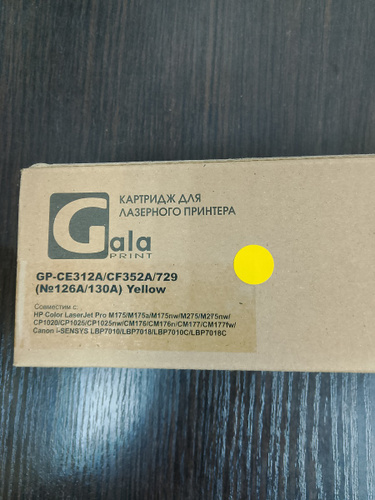 КАРТРИДЖ ДЛЯ
ЛАЗЕРНОГО ПРИНТЕРА
Gala
PRINT
GP-CE312A/CF352A/729
(№126A/130A) Yellow
Совместим с:
HP Color LaserJet Pro M175/M175a/M175nw/M275/M275nw/
CP1020/CP1025/CP1025nw/CM176/CM176n/CM177/CM177fw/
Canon i-SENSYS LBP7010/LBP7018/LBP7010C/LBP7018C